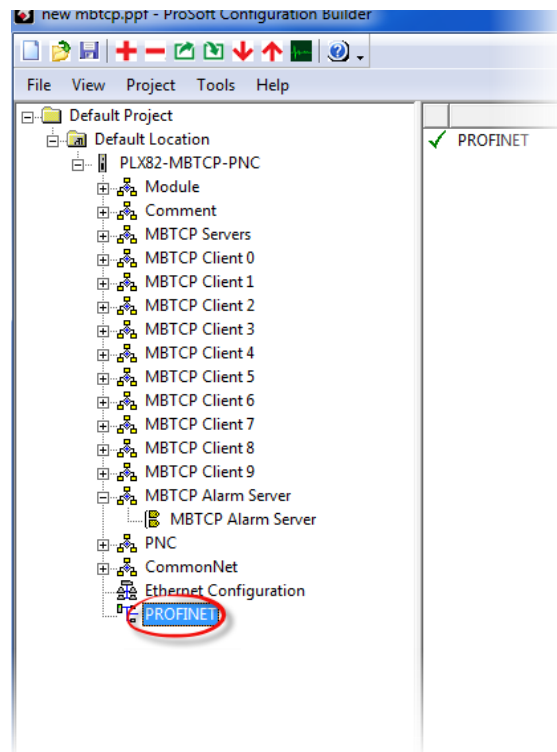 new mbtcp.ppf - ProSoft Configuration Builder
File View Project Tools Help
Default Project
Default Location
PLX82-MBTCP-PNC
Module
Comment
MBTCP Servers
MBTCP Client 0
MBTCP Client 1
MBTCP Client 2
MBTCP Client 3
MBTCP Client 4
MBTCP Client 5
MBTCP Client 6
MBTCP Client 7
MBTCP Client 8
MBTCP Client 9
MBTCP Alarm Server
MBTCP Alarm Server
PNC
CommonNet
Ethernet Configuration
PROFINET
PROFINET